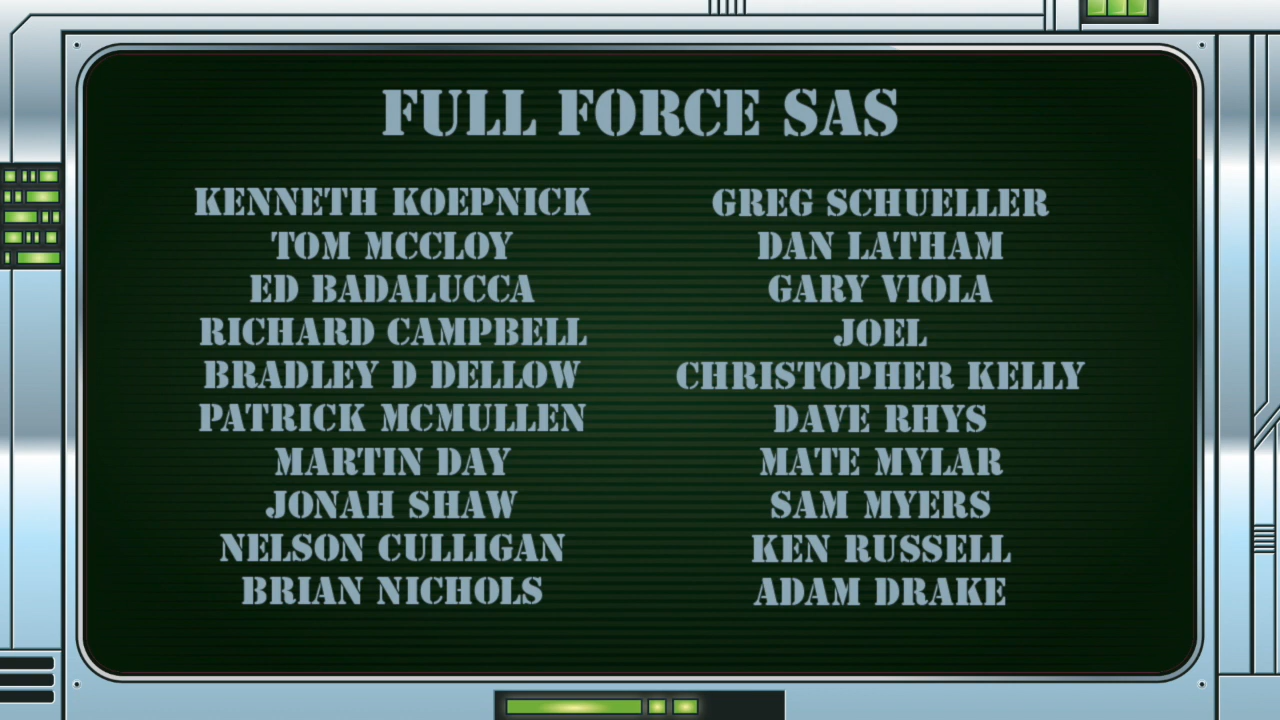 FULL FORCE SAS
KENNETH KOEPNICK
TOM MCCLOY
ED BADALUCCA
RICHARD CAMPBELL
BRADLEY D DELLOW
PATRICK MCMULLEN
MARTIN DAY
JONAH SHAW
NELSON CULLIGAN
BRIAN NICHOLS
GREG SCHUELLER
DAN LATHAM
GARY VIOLA
JOEL
CHRISTOPHER KELLY
DAVE RHYS
MATE MYLAR
SAM MYERS
KEN RUSSELL
ADAM DRAKE